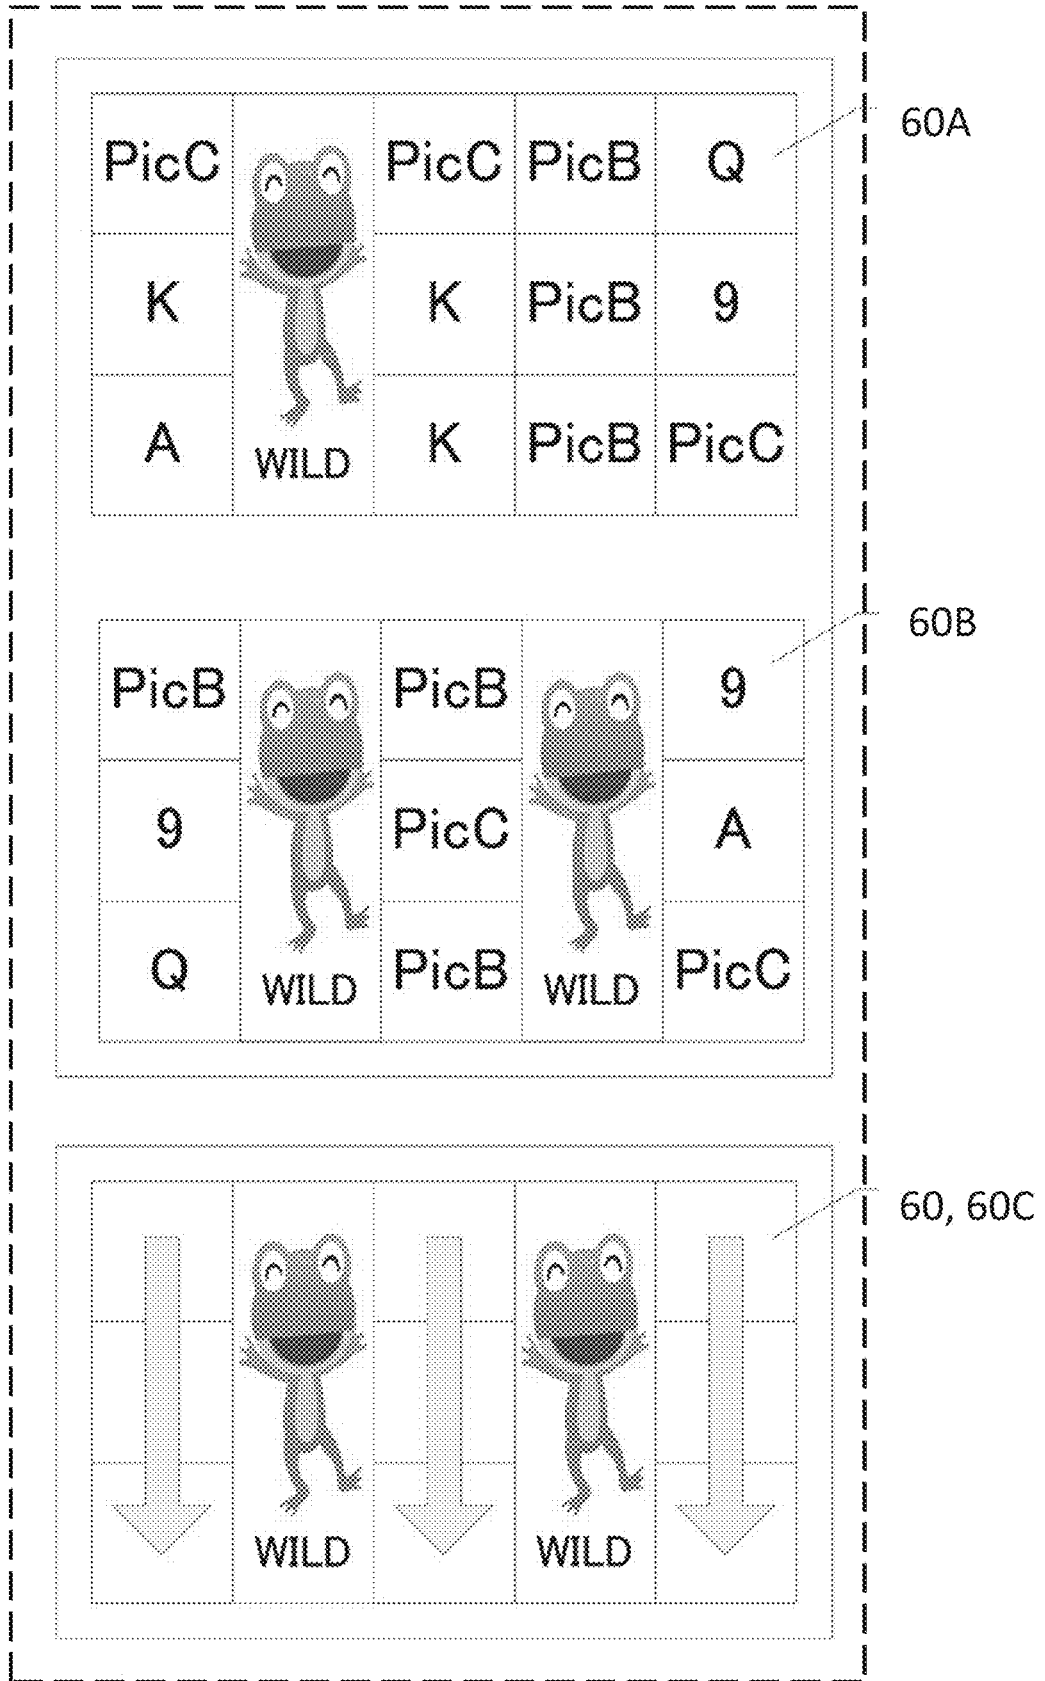 PicC PicC PicB Q 60A
K K PicB 9
A WILD K PicB PicC
60B
PicB PicB 9
9 PicC A
Q WILD PicB WILD PicC
60, 60C
WILD WILD